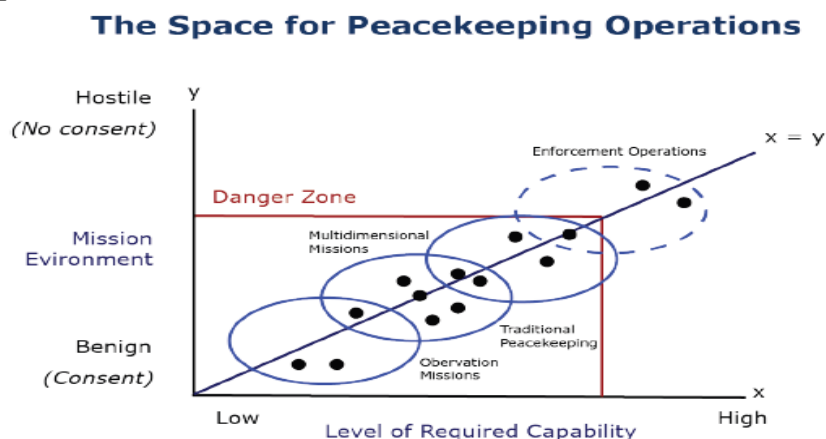 The Space for Peacekeeping Operations
Hostile
(No consent)
y
x = y
Enforcement Operations
Danger Zone
Multidimensional
Missions
Mission
Evironment
Traditional
Peacekeeping
Benign
(Consent)
Obervation
Missions
x
Low
Level of Required Capability
High